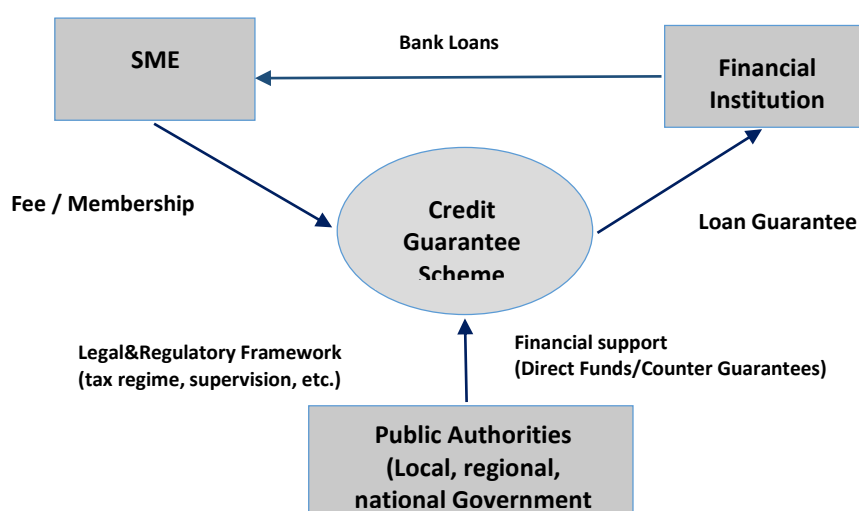 SME
Bank Loans
Financial
Institution
Fee / Membership
Credit
Guarantee
Scheme
Loan Guarantee
Legal&Regulatory Framework
(tax regime, supervision, etc.)
Financial support
(Direct Funds/Counter Guarantees)
Public Authorities
(Local, regional,
national Government